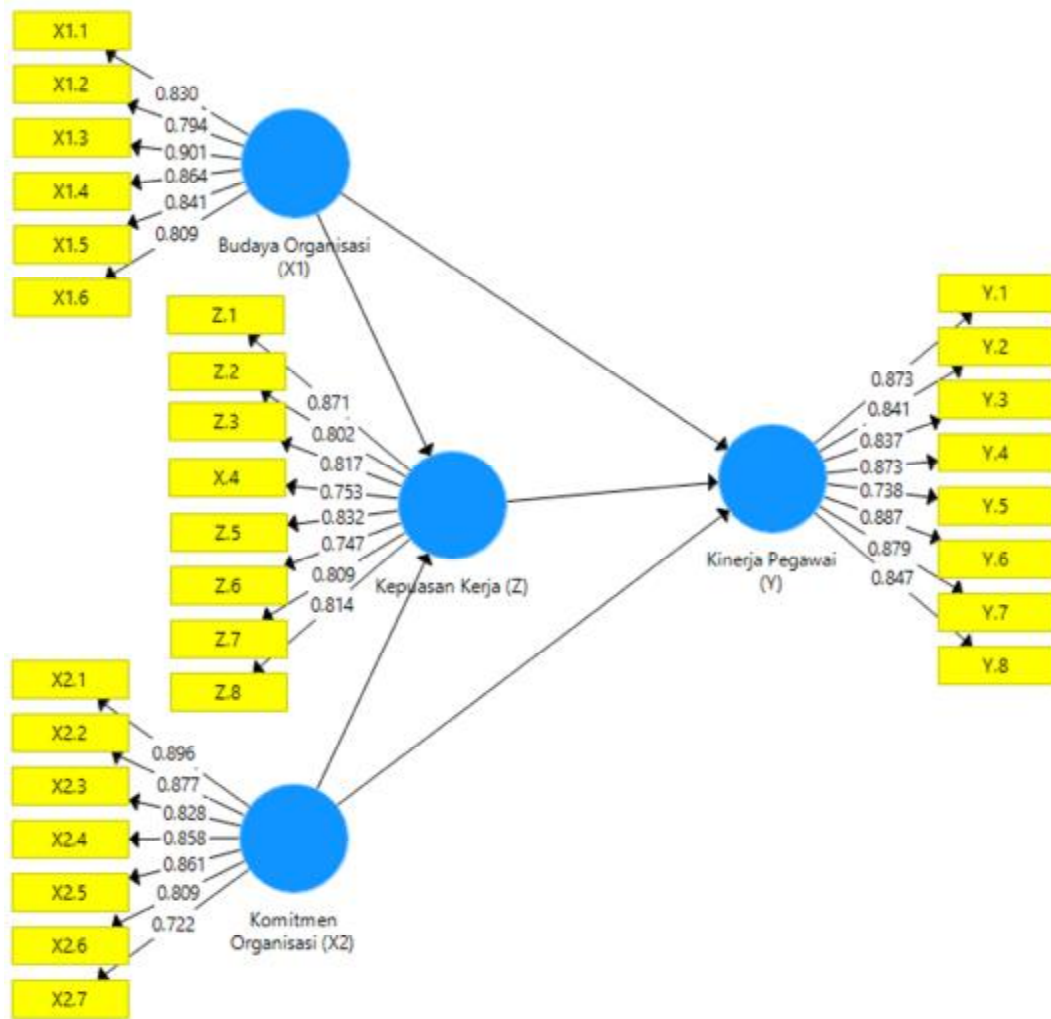 X1.1
X1.2
X1.3
X1.4
X1.5
X1.6
0.830
0.794
0.901
0.864
0.841
0.809
Budaya Organisasi
(X1)
Z.1
Z.2
Z.3
X.4
Z.5
Z.6
Z.7
Z.8
0.871
0.802
0.817
0.753
0.832
0.747
0.809
0.814
Kepuasan Kerja (Z)
X2.1
X2.2
X2.3
X2.4
X2.5
X2.6
X2.7
0.896
0.877
0.828
0.858
0.861
0.809
0.722
Komitmen
Organisasi (X2)
Kinerja Pegawai
(Y)
0.873
0.841
0.837
0.873
0.738
0.887
0.879
0.847
Y.1
Y.2
Y.3
Y.4
Y.5
Y.6
Y.7
Y.8